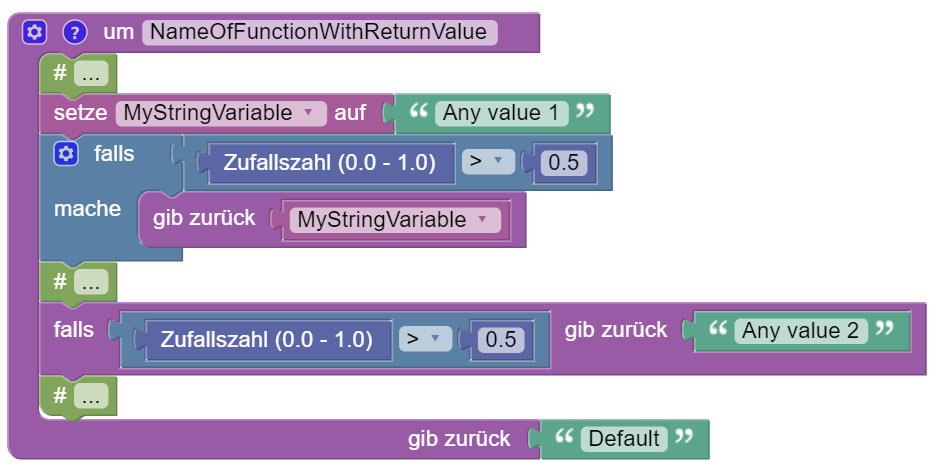 ? um NameOfFunctionWithReturnValue
# ...
setze MyStringVariable ▾ auf “ Any value 1 ”
falls Zufallszahl (0.0 - 1.0) > ▾ 0.5
mache gib zurück MyStringVariable ▾
# ...
falls Zufallszahl (0.0 - 1.0) > ▾ 0.5 gib zurück “ Any value 2 ”
# ...
gib zurück “ Default ”